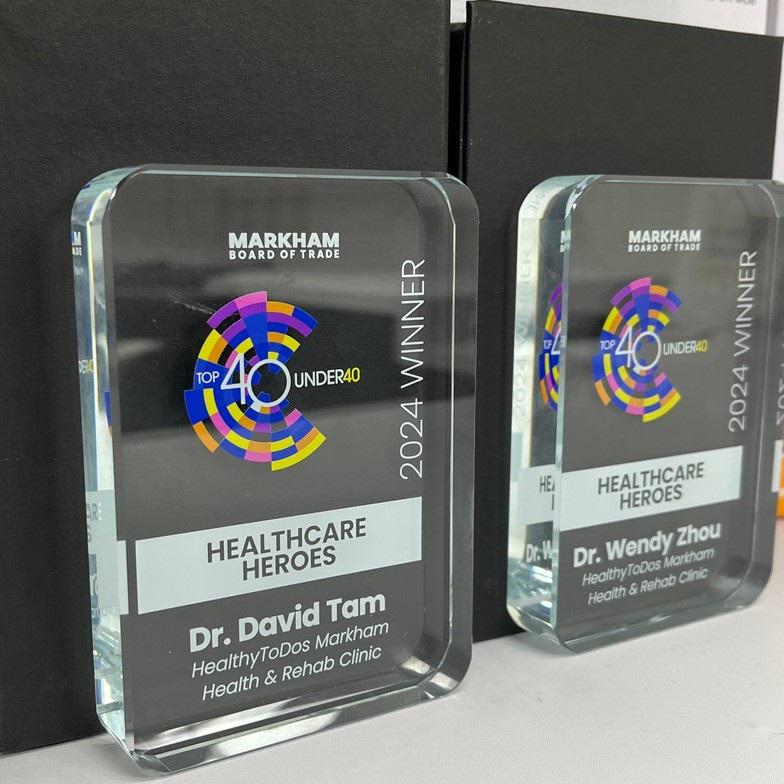 MARKHAM
BOARD OF TRADE
TOP 40 UNDER40
2024 WINNER
HEALTHCARE
HEROES
Dr. David Tam
HealthyToDos Markham
Health & Rehab Clinic
MARKHAM
BOARD OF TRADE
TOP 40 UNDER40
2024 WINNER
HEALTHCARE
HEROES
Dr. Wendy Zhou
HealthyToDos Markham
Health & Rehab Clinic